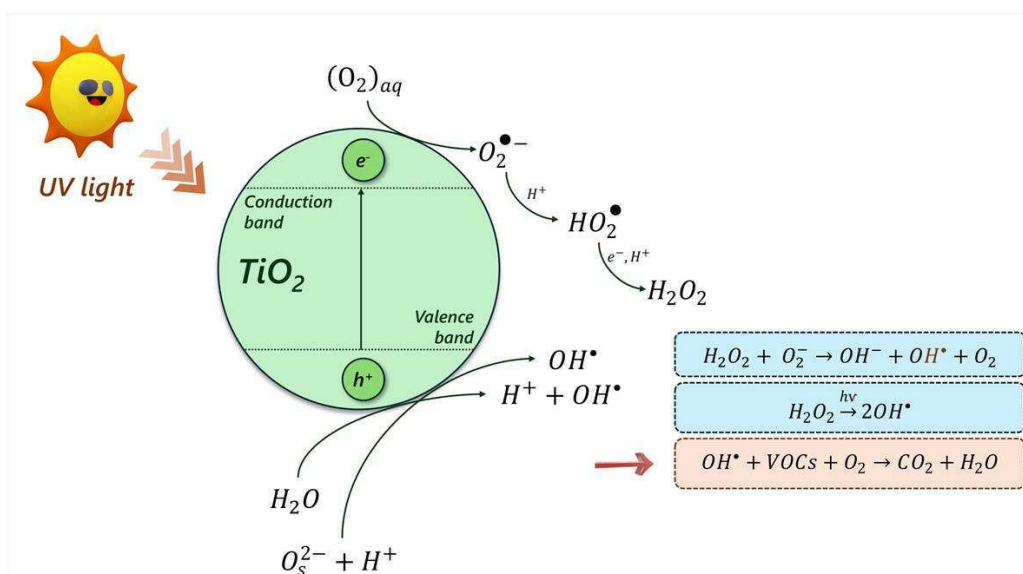 (O₂)aq
UV light
e⁻
O₂•⁻
H⁺
Conduction
band
HO₂•
e⁻, H⁺
TiO₂
H₂O₂
Valence
band
h⁺
OH•
H⁺ + OH•
H₂O₂ + O₂⁻ → OH⁻ + OH• + O₂
hv
H₂O₂ → 2OH•
OH• + VOCs + O₂ → CO₂ + H₂O
H₂O
Oₛ²⁻ + H⁺